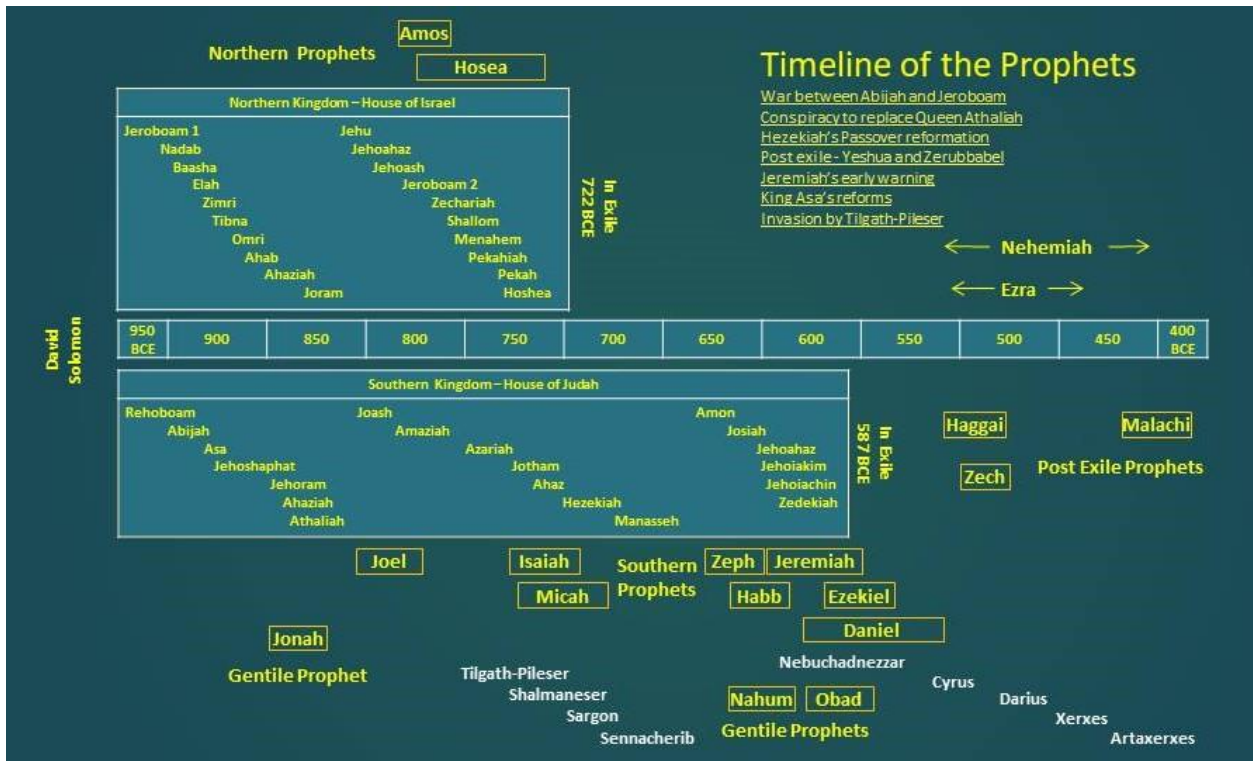 Timeline of the Prophets
War between Abijah and Jeroboam
Conspiracy to replace Queen Athaliah
Hezekiah's Passover reformation
Post exile - Yeshua and Zerubbabel
Jeremiah's early warning
King Asa's reforms
Invasion by Tilgath-Pileser
Northern Prophets
Amos
Hosea
Northern Kingdom – House of Israel
Jeroboam 1
Nadab
Baasha
Elah
Zimri
Tibna
Omri
Ahab
Ahaziah
Joram
Jehu
Jehoahaz
Jehoash
Jeroboam 2
Zechariah
Shallom
Menahem
Pekahiah
Pekah
Hoshea
In Exile
722 BCE
Nehemiah
Ezra
David
Solomon
950 BCE
900
850
800
750
700
650
600
550
500
450
400 BCE
Southern Kingdom – House of Judah
Rehoboam
Abijah
Asa
Jehoshaphat
Jehoram
Ahaziah
Athaliah
Joash
Amaziah
Azariah
Jotham
Ahaz
Hezekiah
Manasseh
Amon
Josiah
Jehoahaz
Jehoiakim
Jehoiachin
Zedekiah
In Exile
587 BCE
Haggai
Malachi
Zech
Post Exile Prophets
Joel
Isaiah
Micah
Southern
Prophets
Zeph
Jeremiah
Habb
Ezekiel
Daniel
Jonah
Gentile Prophet
Tilgath-Pileser
Shalmaneser
Sargon
Sennacherib
Nebuchadnezzar
Cyrus
Darius
Xerxes
Artaxerxes
Nahum
Obad
Gentile Prophets